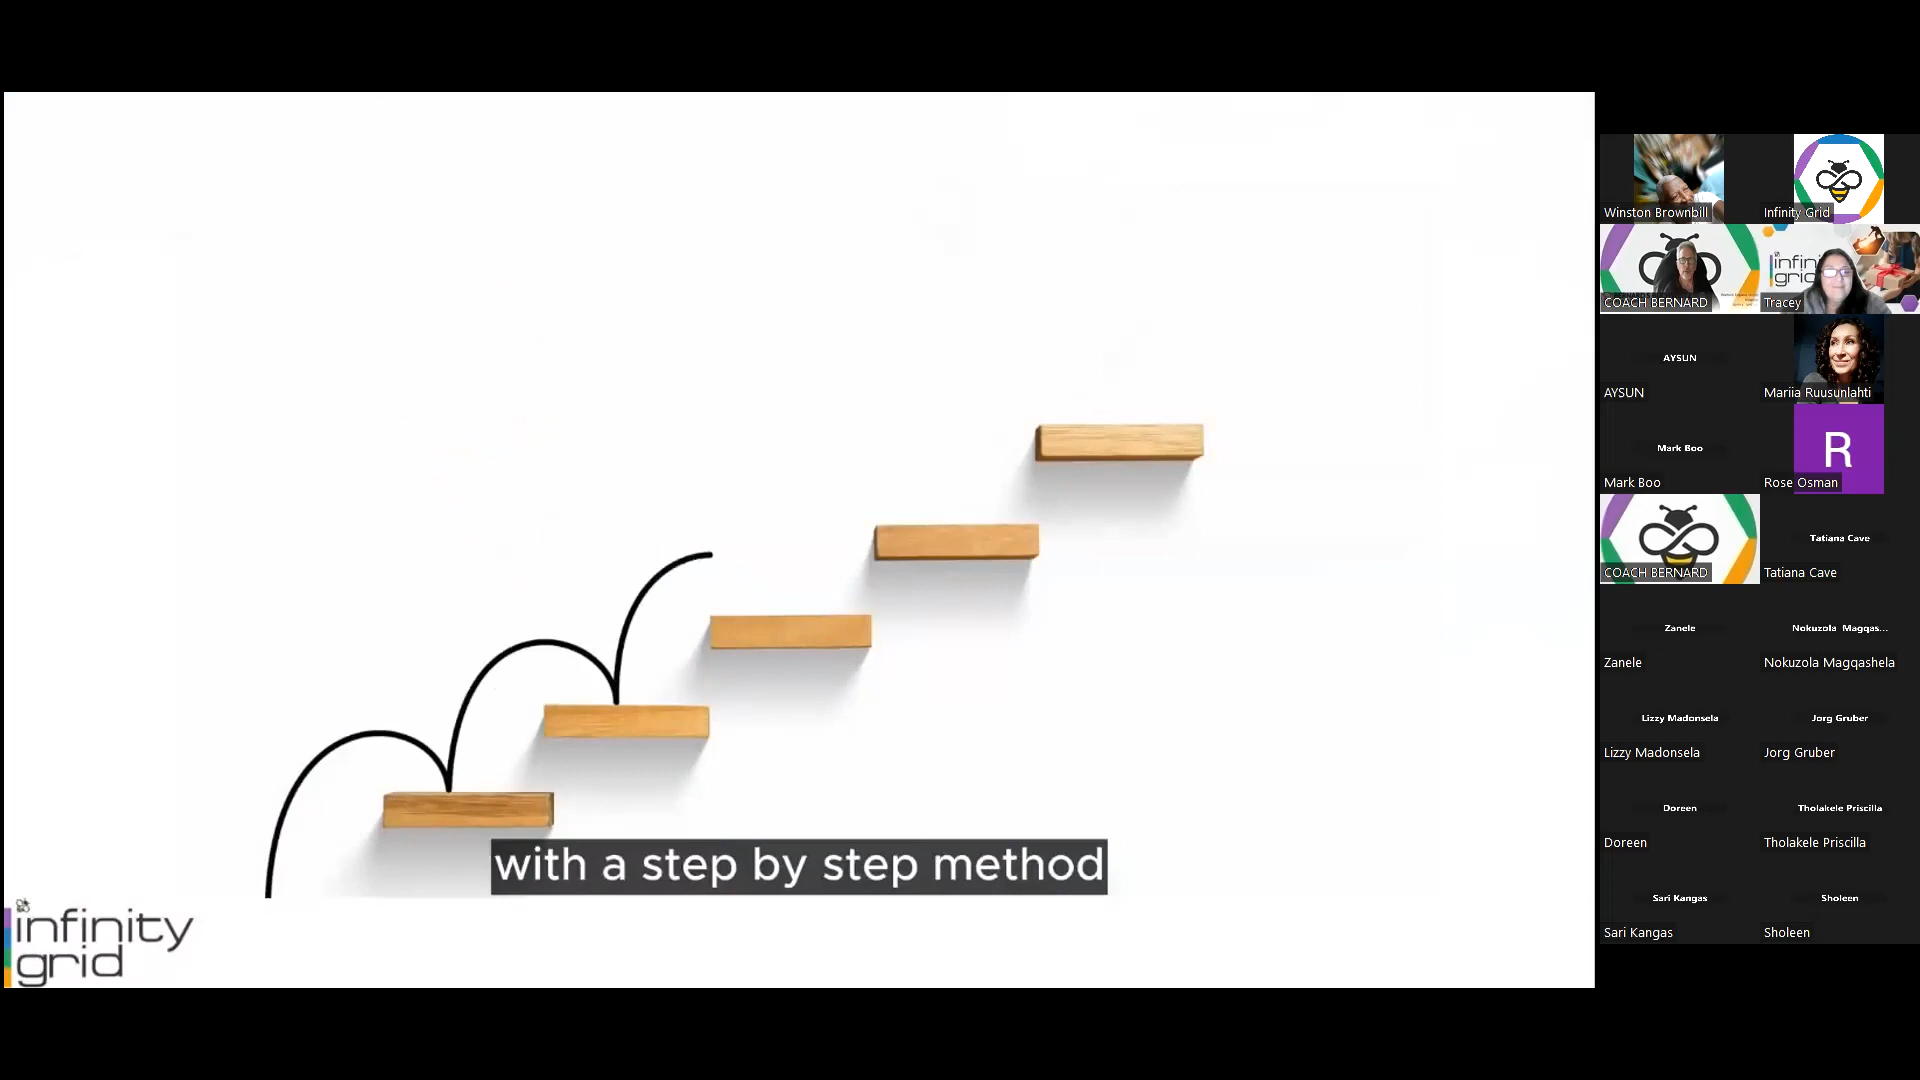 with a step by step method
infinity
grid
Winston Brownbill
Infinity Grid
COACH BERNARD
infini
grid
Tracey
AYSUN
AYSUN
Mariia Ruusunlahti
Mark Boo
Mark Boo
R
Rose Osman
COACH BERNARD
Tatiana Cave
Tatiana Cave
Zanele
Zanele
Nokuzola Magqas...
Nokuzola Magqashela
Lizzy Madonsela
Lizzy Madonsela
Jorg Gruber
Jorg Gruber
Doreen
Doreen
Tholakele Priscilla
Tholakele Priscilla
Sari Kangas
Sari Kangas
Sholeen
Sholeen